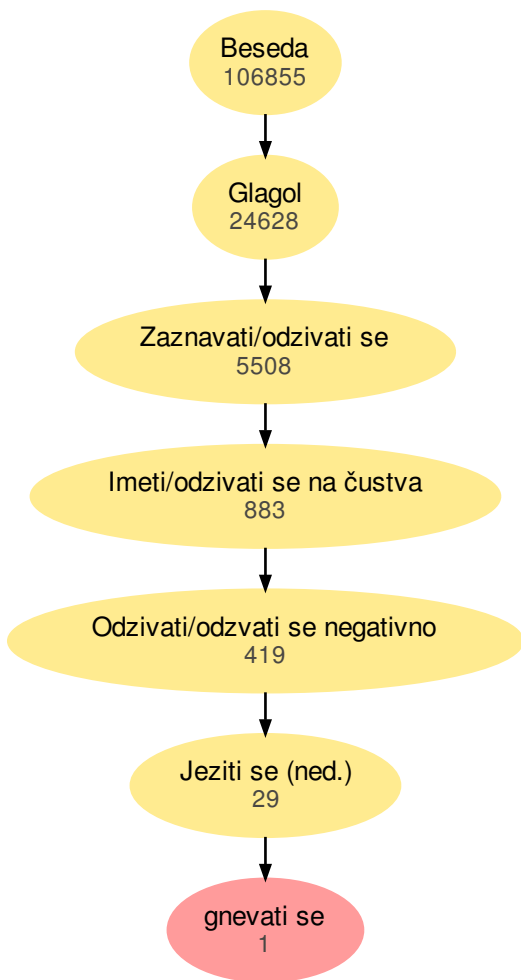 Beseda
106855
Glagol
24628
Zaznavati/odzivati se
5508
Imeti/odzivati se na čustva
883
Odzivati/odzvati se negativno
419
Jeziti se (ned.)
29
gnevati se
1